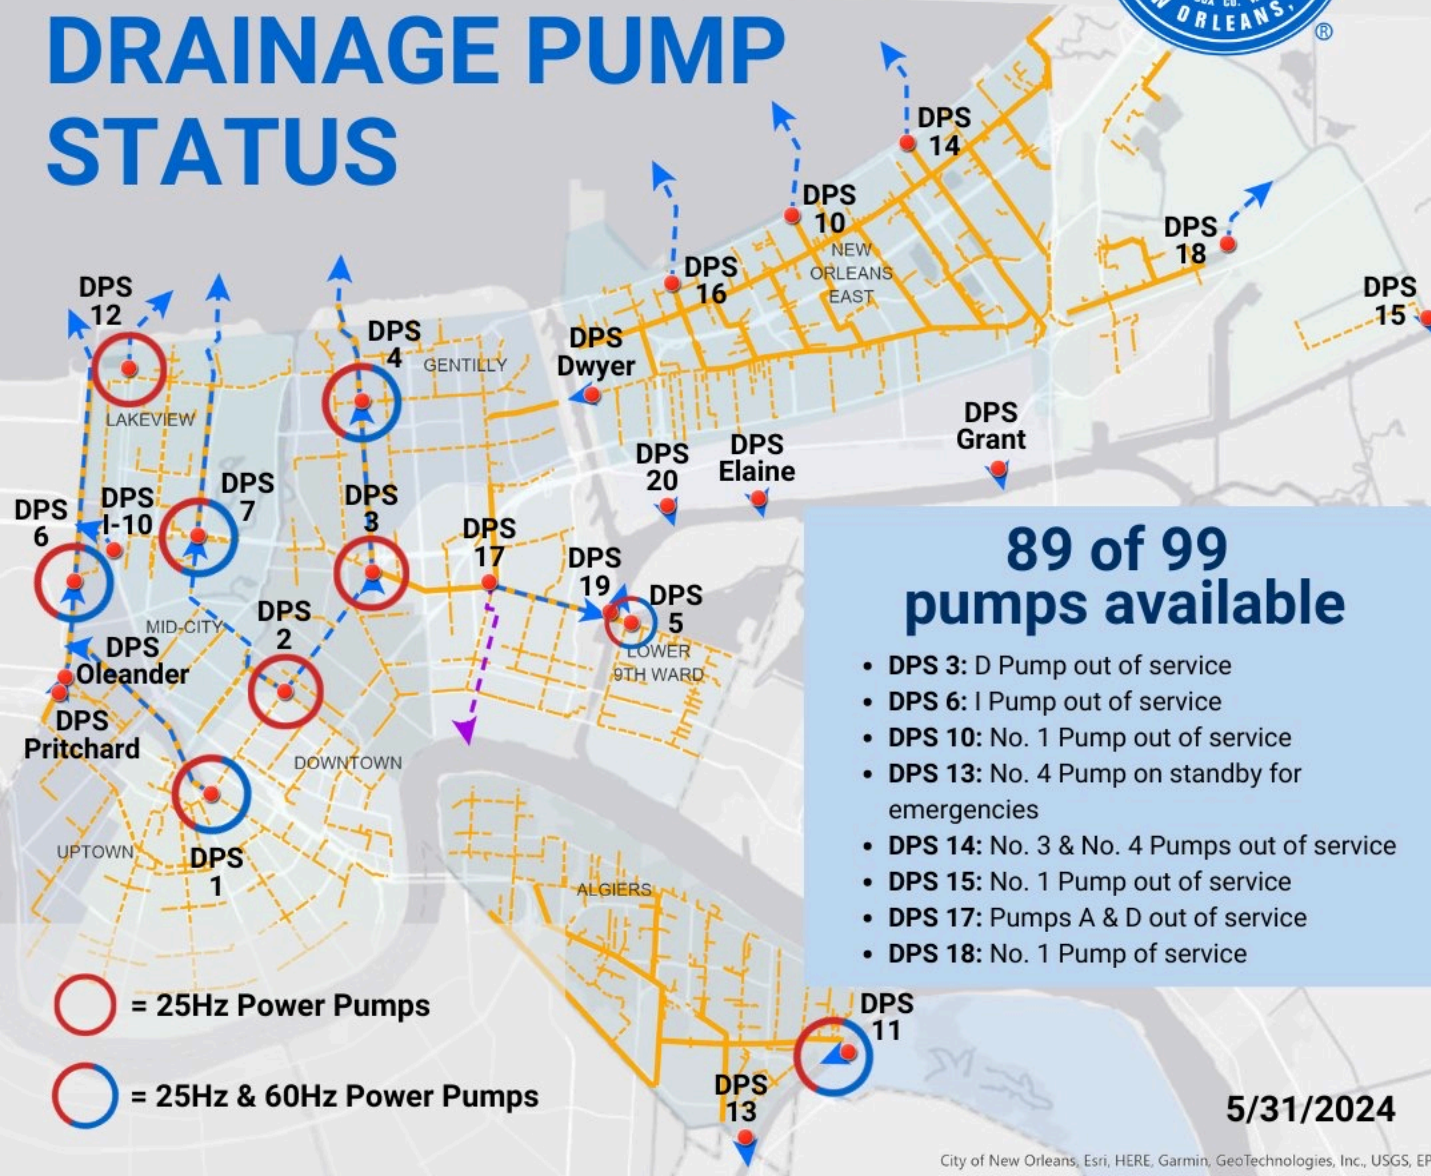 DRAINAGE PUMP
STATUS
ORLEANS,
®
DPS
14
DPS
10
NEW
ORLEANS
EAST
DPS
18
DPS
16
DPS
15
DPS
12
DPS
4
GENTILLY
DPS
Dwyer
LAKEVIEW
DPS
Grant
DPS
20
DPS
Elaine
DPS
6
DPS
I-10
DPS
7
DPS
3
DPS
17
DPS
19
DPS
5
LOWER
9TH WARD
MID-CITY
DPS
2
DPS
Oleander
DPS
Pritchard
DOWNTOWN
UPTOWN
DPS
1
ALGIERS
89 of 99
pumps available
• DPS 3: D Pump out of service
• DPS 6: I Pump out of service
• DPS 10: No. 1 Pump out of service
• DPS 13: No. 4 Pump on standby for
emergencies
• DPS 14: No. 3 & No. 4 Pumps out of service
• DPS 15: No. 1 Pump out of service
• DPS 17: Pumps A & D out of service
• DPS 18: No. 1 Pump of service
= 25Hz Power Pumps
= 25Hz & 60Hz Power Pumps
DPS
11
DPS
13
5/31/2024
City of New Orleans, Esri, HERE, Garmin, GeoTechnologies, Inc., USGS,